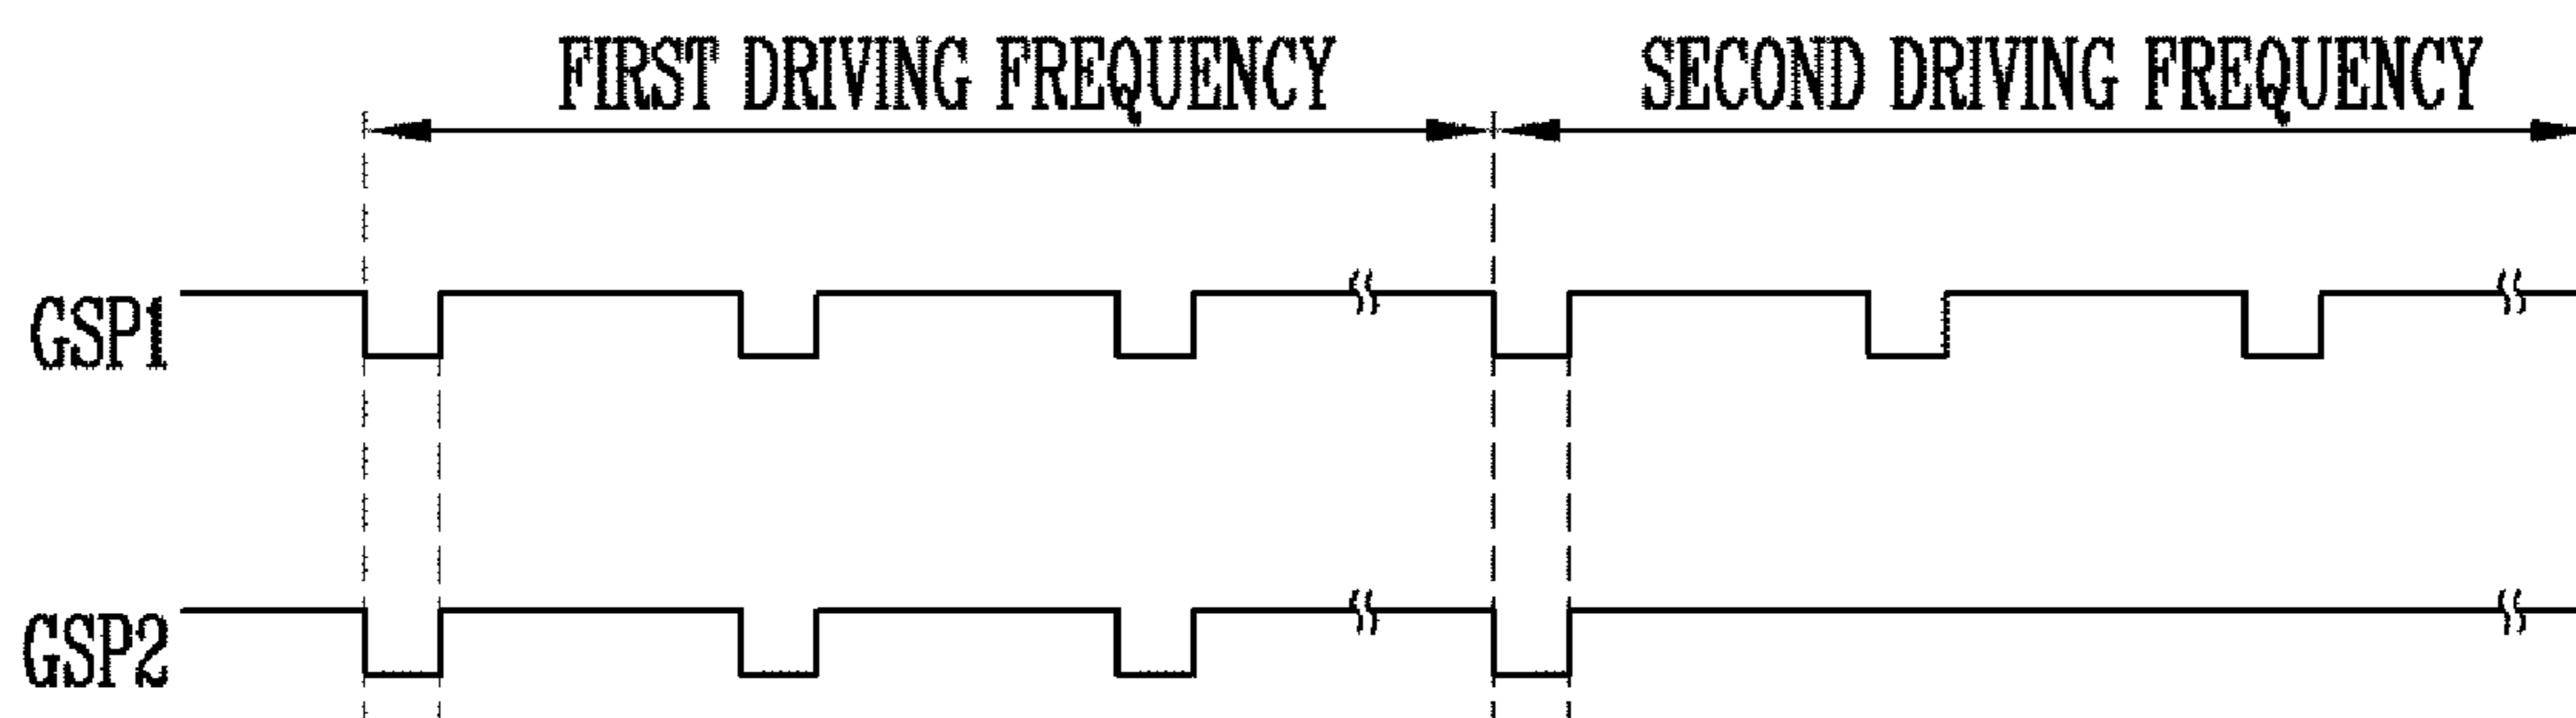 FIRST DRIVING FREQUENCY
SECOND DRIVING FREQUENCY
GSP1
GSP2